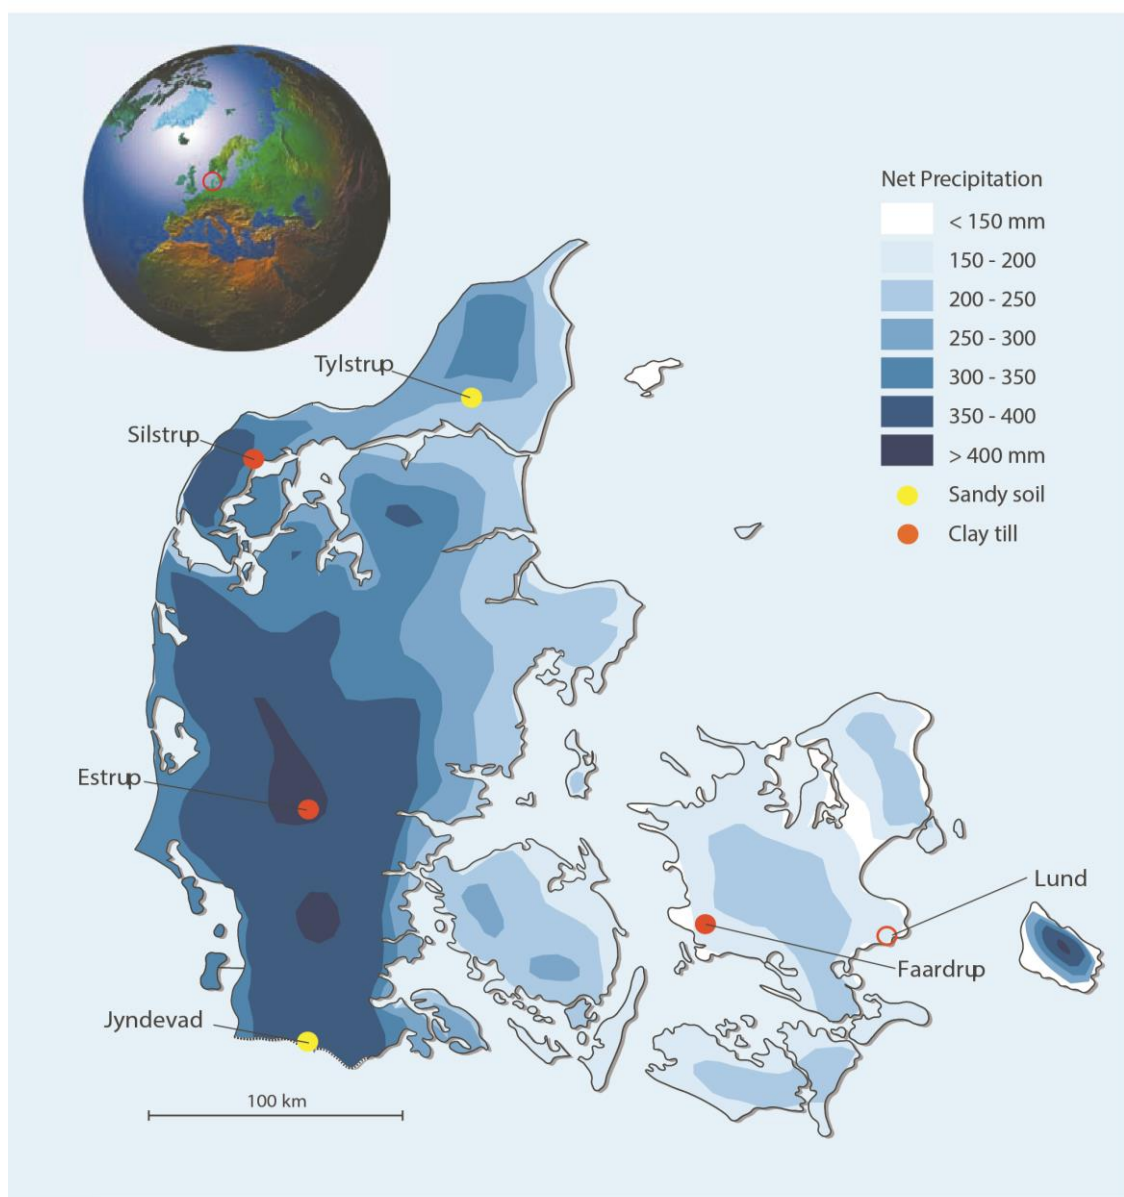 Net Precipitation
< 150 mm
150 - 200
200 - 250
250 - 300
300 - 350
350 - 400
> 400 mm
Sandy soil
Clay till
Tylstrup
Silstrup
Estrup
Lund
Faardrup
Jyndevad
100 km